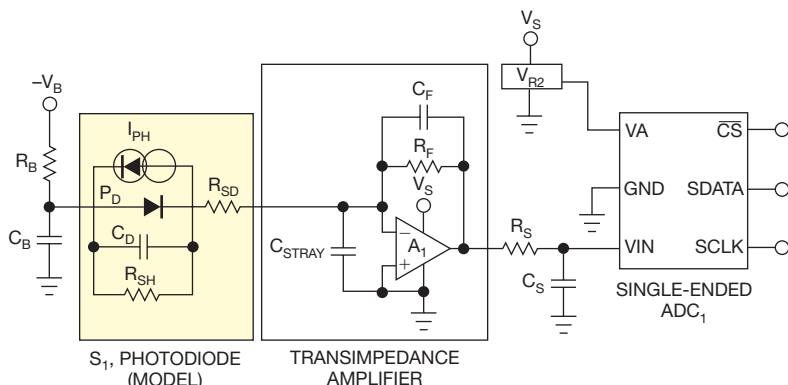 –V_B
R_B
C_B
I_PH
P_D
R_SD
C_D
R_SH
S_1, PHOTODIODE
(MODEL)
C_F
R_F
V_S
C_STRAY
–
A_1
+
TRANSIMPEDANCE
AMPLIFIER
R_S
C_S
V_S
V_R2
VA
GND
VIN
CS̅
SDATA
SCLK
SINGLE-ENDED
ADC_1